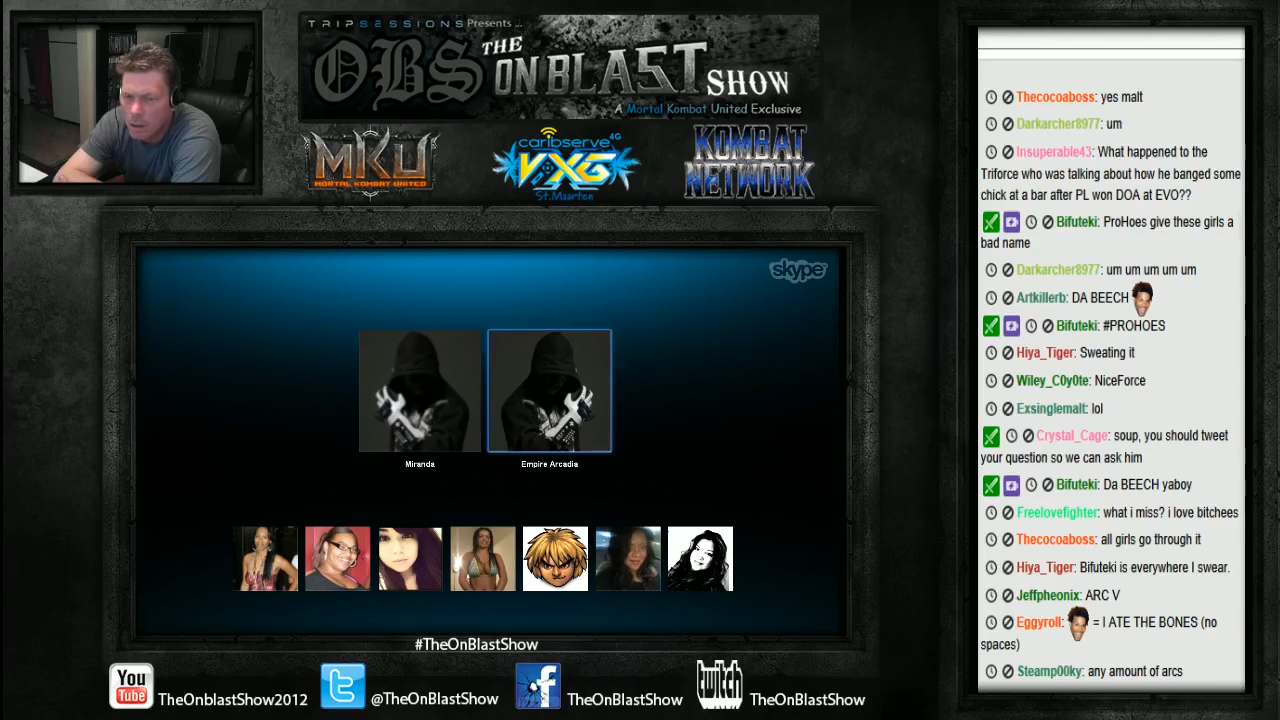 TRIPSESSIONS Presents ...
OBS THE ON BLAST SHOW
A Mortal Kombat United Exclusive
MKU
MORTAL KOMBAT UNITED
caribserve 4G
VXG
St.Maarten
KOMBAT
NETWORK
skype
Miranda
Empire Arcadia
#TheOnBlastShow
You
Tube
TheOnblastShow2012
@TheOnBlastShow
TheOnBlastShow
twitch
TheOnBlastShow
Thecocoaboss: yes malt
Darkarcher8977: um
Insuperable43: What happened to the
Triforce who was talking about how he banged some
chick at a bar after PL won DOA at EVO??
Bifuteki: ProHoes give these girls a
bad name
Darkarcher8977: um um um um um
Artkillerb: DA BEECH
Bifuteki: #PROHOES
Hiya_Tiger: Sweating it
Wiley_C0y0te: NiceForce
Exsinglemalt: lol
Crystal_Cage: soup, you should tweet
your question so we can ask him
Bifuteki: Da BEECH yaboy
Freelovefighter: what i miss? i love bitchees
Thecocoaboss: all girls go through it
Hiya_Tiger: Bifuteki is everywhere I swear.
Jeffpheonix: ARC V
Eggyroll: = I ATE THE BONES (no
spaces)
Steamp00ky: any amount of arcs